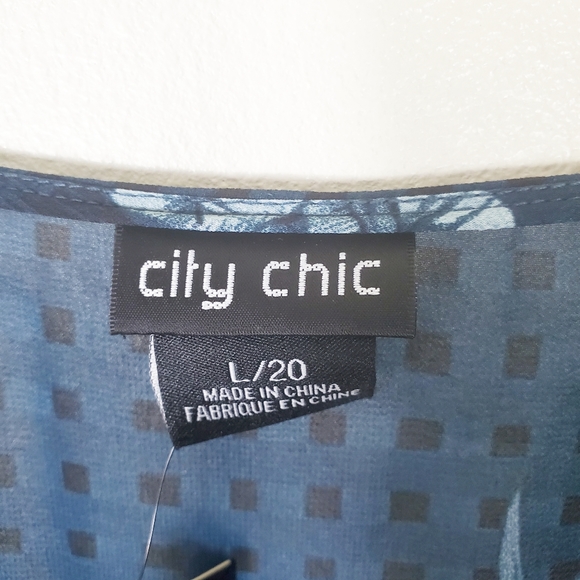 city chic
L/20
MADE IN CHINA
FABRIQUE EN CHINE